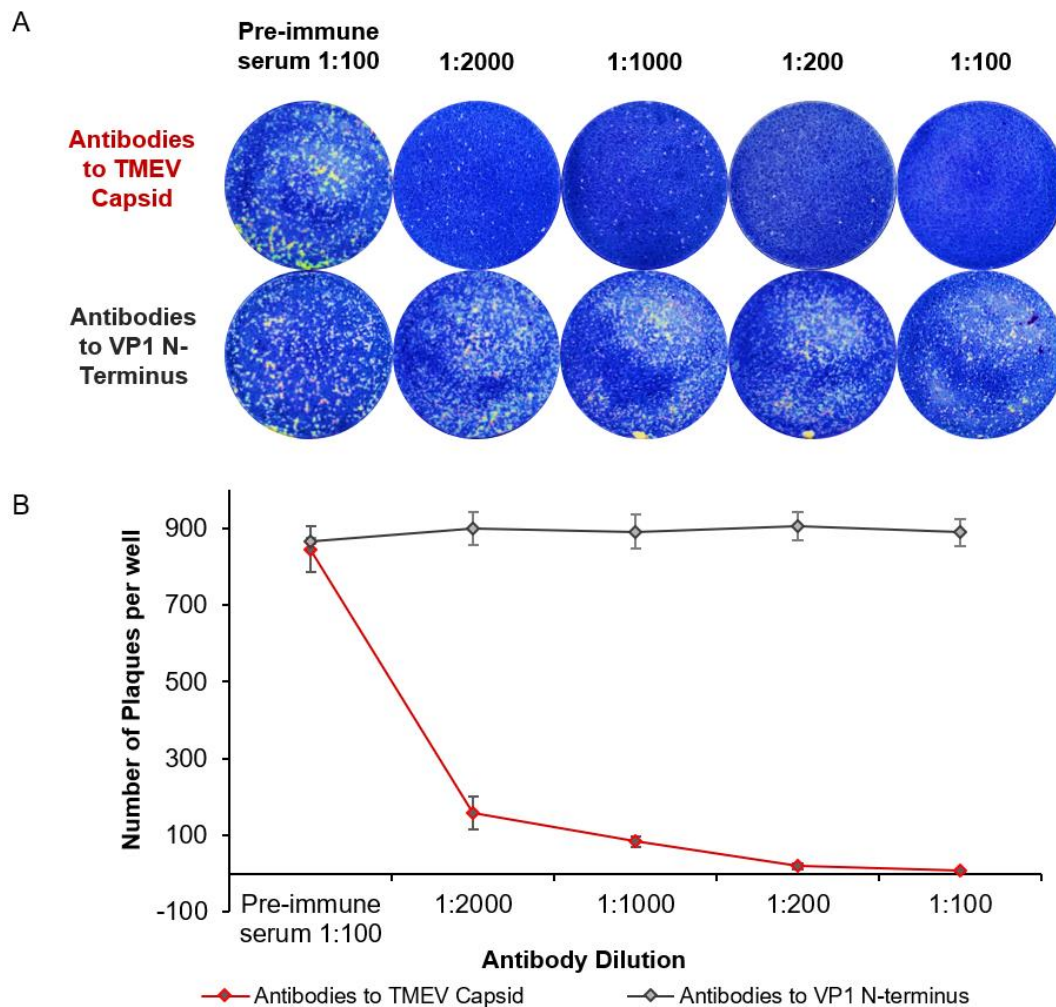 A
Pre-immune
serum 1:100
1:2000
1:1000
1:200
1:100
Antibodies
to TMEV
Capsid
Antibodies
to VP1 N-
Terminus
B
Number of Plaques per well
900
700
500
300
100
-100
Pre-immune
serum 1:100
1:2000
1:1000
1:200
1:100
Antibody Dilution
Antibodies to TMEV Capsid
Antibodies to VP1 N-terminus